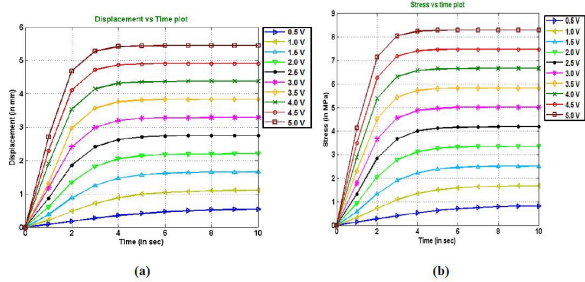 Displacement vs Time plot
Displacement (in mm)
6
5
4
3
2
1
0
0 2 4 6 8 10
Time (in sec)
0.5 V
1.0 V
1.5 V
2.0 V
2.5 V
3.0 V
3.5 V
4.0 V
4.5 V
5.0 V
(a)
Stress vs time plot
Stress (in MPa)
9
8
7
6
5
4
3
2
1
0
0 2 4 6 8 10
Time (in sec)
0.5 V
1.0 V
1.5 V
2.0 V
2.5 V
3.0 V
3.5 V
4.0 V
4.5 V
5.0 V
(b)